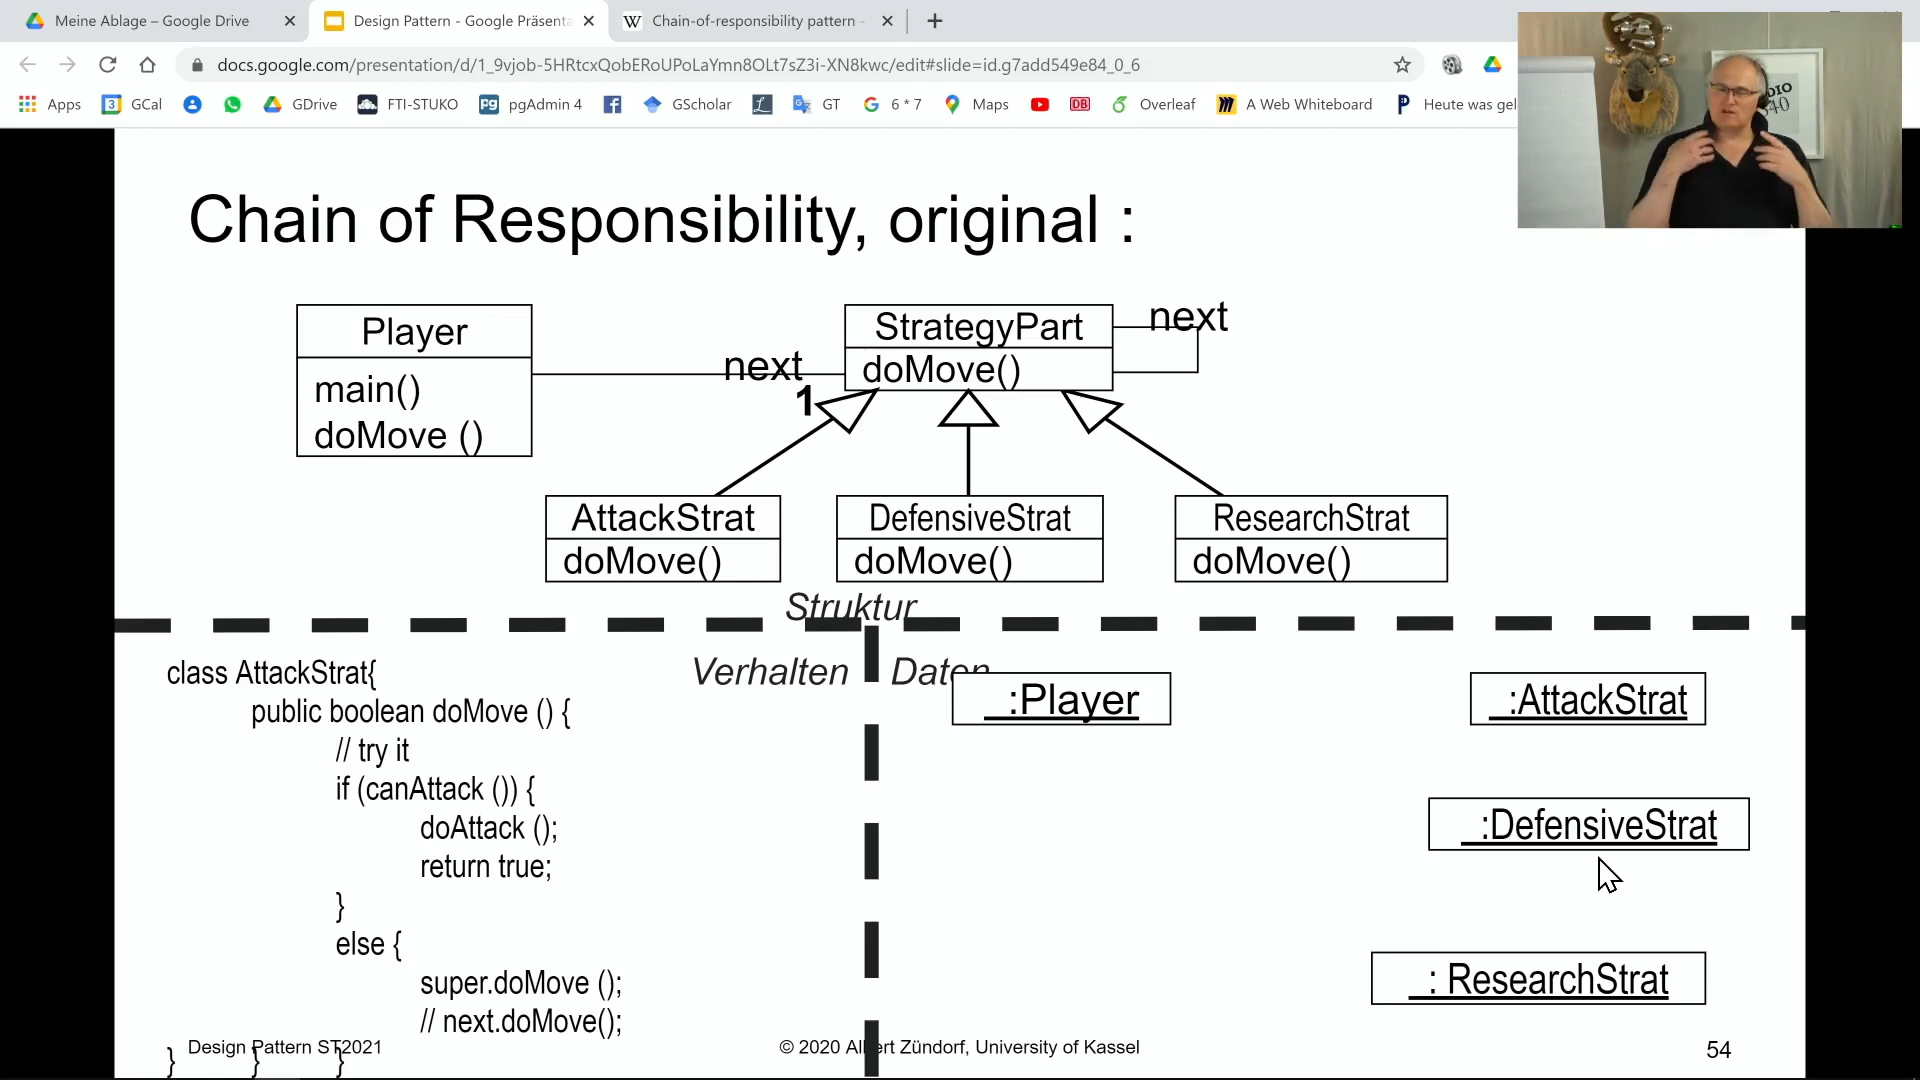 Meine Ablage – Google Drive
Design Pattern - Google Präsenta
W Chain-of-responsibility pattern -
docs.google.com/presentation/d/1_9vjob-5HRtcxQobERoUPoLaYmn8OLt7sZ3i-XN8kwc/edit#slide=id.g7add549e84_0_6
Apps 3 GCal GDrive FTI-STUKO pg pgAdmin 4 GScholar GT 6 * 7 Maps DB Overleaf A Web Whiteboard Heute was gel
Chain of Responsibility, original :
Player
main()
doMove ()
next
1
StrategyPart
doMove()
next
AttackStrat
doMove()
DefensiveStrat
doMove()
ResearchStrat
doMove()
Struktur
Verhalten
Daten
class AttackStrat{
public boolean doMove () {
// try it
if (canAttack ()) {
doAttack ();
return true;
}
else {
super.doMove ();
// next.doMove();
}
}
}
:Player
:AttackStrat
:DefensiveStrat
: ResearchStrat
Design Pattern ST2021
© 2020 Albert Zündorf, University of Kassel
54